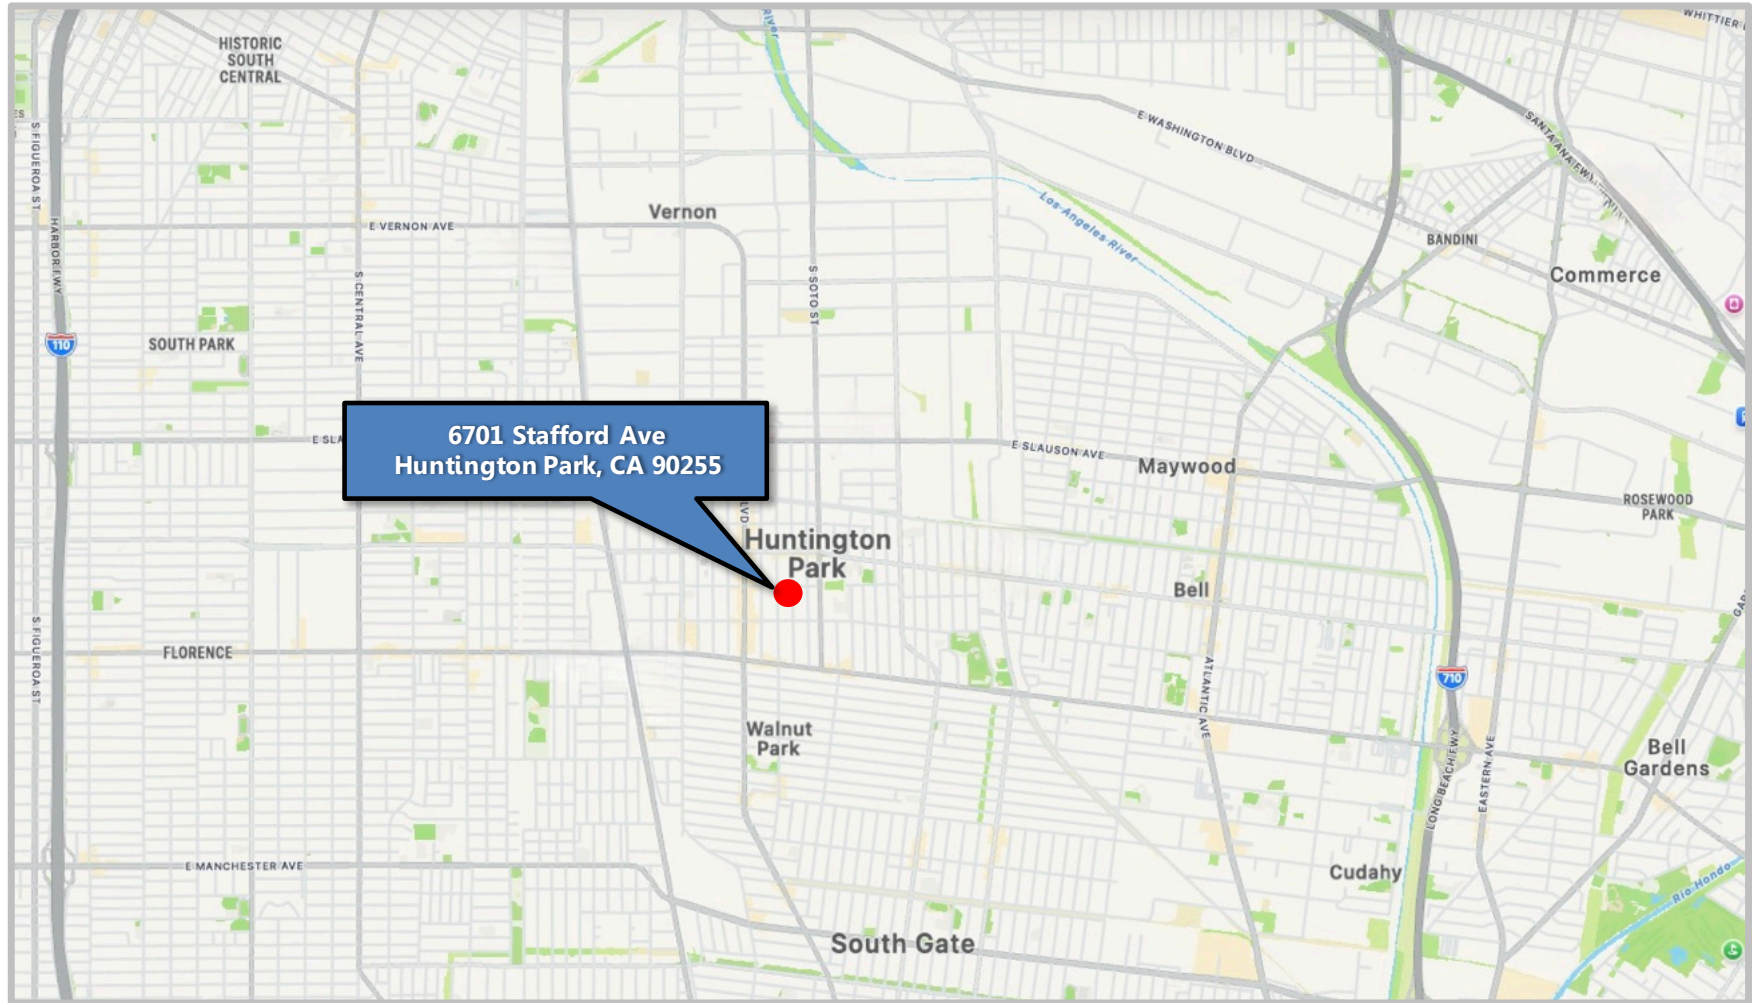 WHITTIER
River
HISTORIC
SOUTH
CENTRAL
S FIGUEROA ST
E WASHINGTON BLVD
SANTA ANA FWY
HARBOR FWY
Vernon
E VERNON AVE
Los Angeles River
BANDINI
Commerce
S CENTRAL AVE
S SOTO ST
110
SOUTH PARK
6701 Stafford Ave
Huntington Park, CA 90255
E SLA
E SLAUSON AVE
Maywood
ROSEWOOD
PARK
LVD
Huntington
Park
Bell
S FIGUEROA ST
FLORENCE
ATLANTIC AVE
710
Walnut
Park
LONG BEACH FWY
EASTERN AVE
Bell
Gardens
E MANCHESTER AVE
Cudahy
Rio Hondo
South Gate